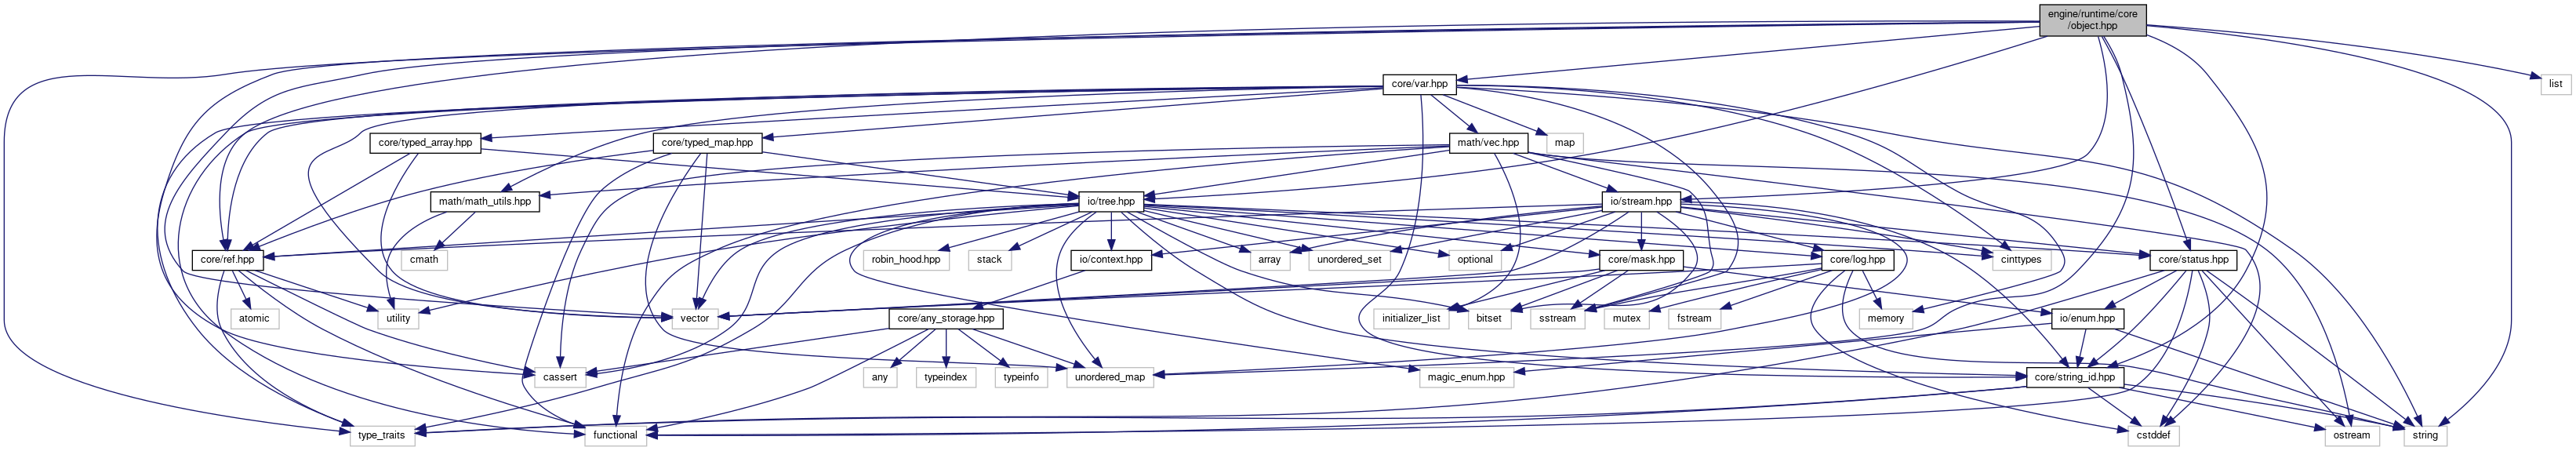 engine/runtime/core
/object.hpp
core/var.hpp
list
core/typed_array.hpp
core/typed_map.hpp
math/vec.hpp
map
math/math_utils.hpp
io/tree.hpp
io/stream.hpp
core/ref.hpp
cmath
robin_hood.hpp
stack
io/context.hpp
array
unordered_set
optional
core/mask.hpp
core/log.hpp
cinttypes
core/status.hpp
atomic
utility
vector
core/any_storage.hpp
initializer_list
bitset
sstream
mutex
fstream
memory
io/enum.hpp
cassert
any
typeindex
typeinfo
unordered_map
magic_enum.hpp
core/string_id.hpp
type_traits
functional
cstddef
ostream
string